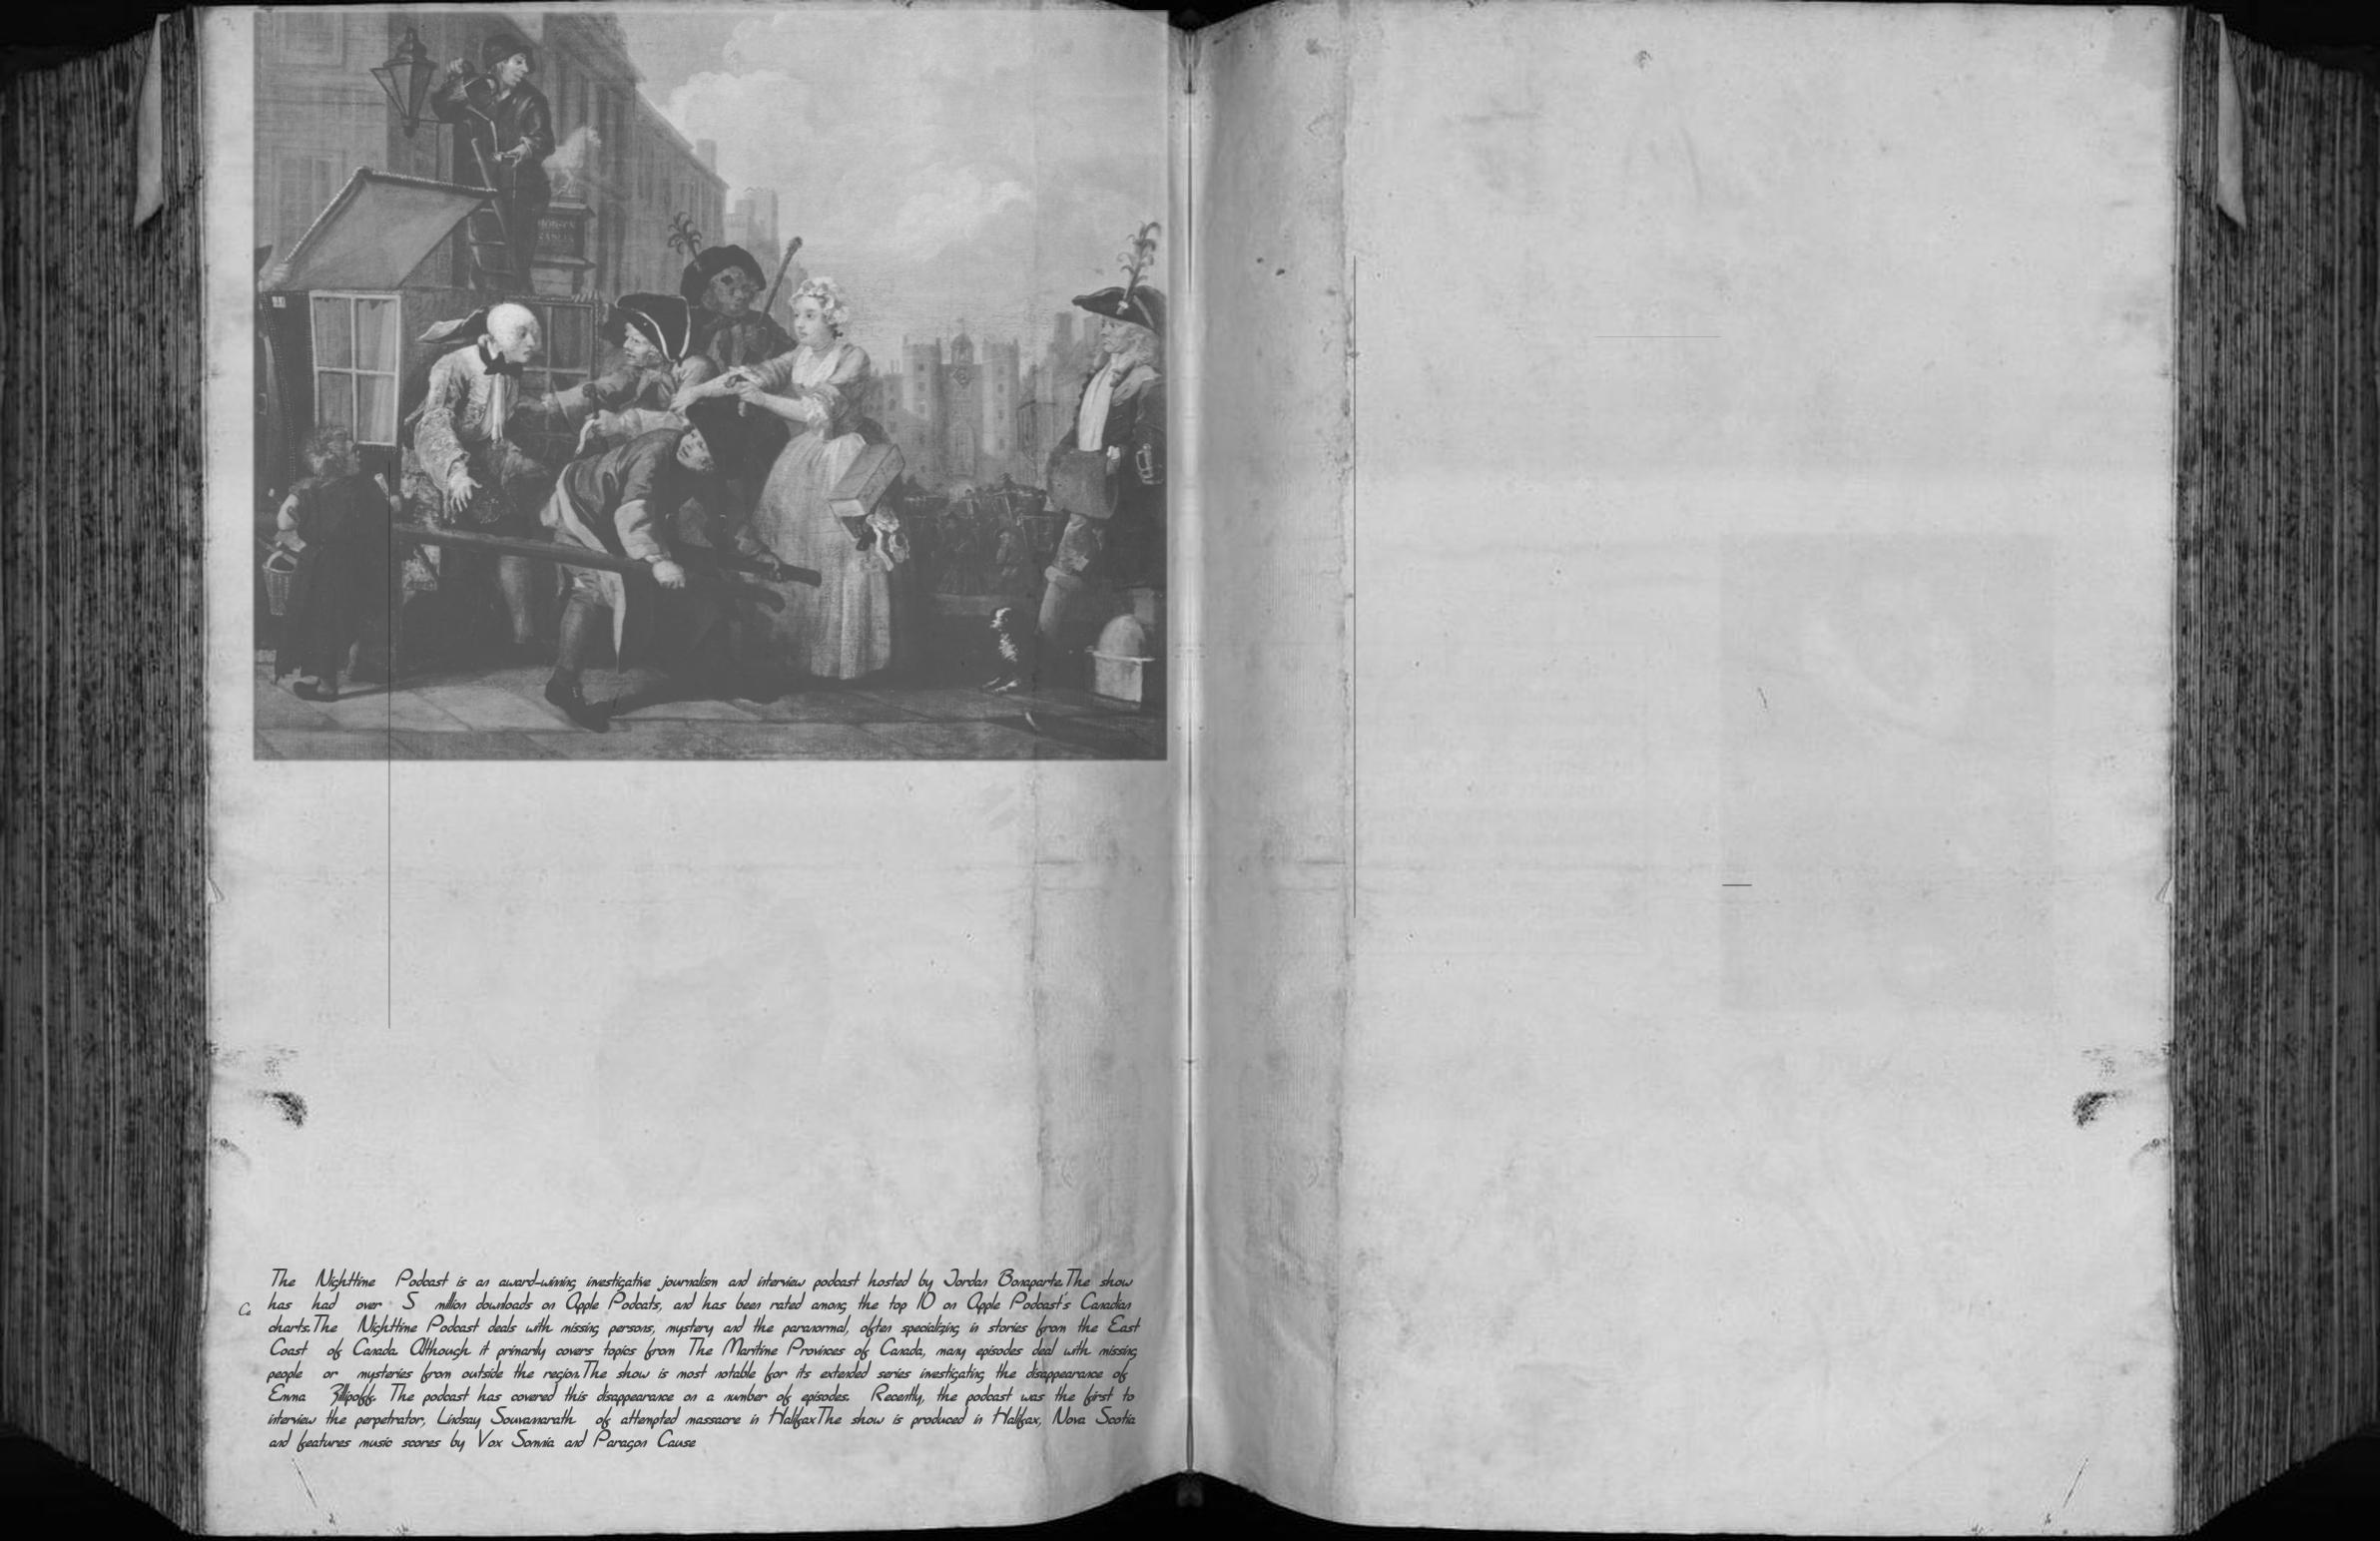 The Nighttime Podcast is an award-winning investigative journalism and interview podcast hosted by Jordan Bonaparte.The show
has had over 5 million downloads on Apple Podcats, and has been rated among the top 10 on Apple Podcast's Canadian
charts.The Nighttime Podcast deals with missing persons, mystery and the paranormal, often specializing in stories from the East
Coast of Canada. Although it primarily covers topics from The Maritime Provinces of Canada, many episodes deal with missing
people or mysteries from outside the region.The show is most notable for its extended series investigating the disappearance of
Emma Fillipoff. The podcast has covered this disappearance on a number of episodes. Recently, the podcast was the first to
interview the perpetrator, Lindsay Souvannarath of attempted massacre in Halifax.The show is produced in Halifax, Nova Scotia
and features music scores by Vox Somnia and Paragon Cause